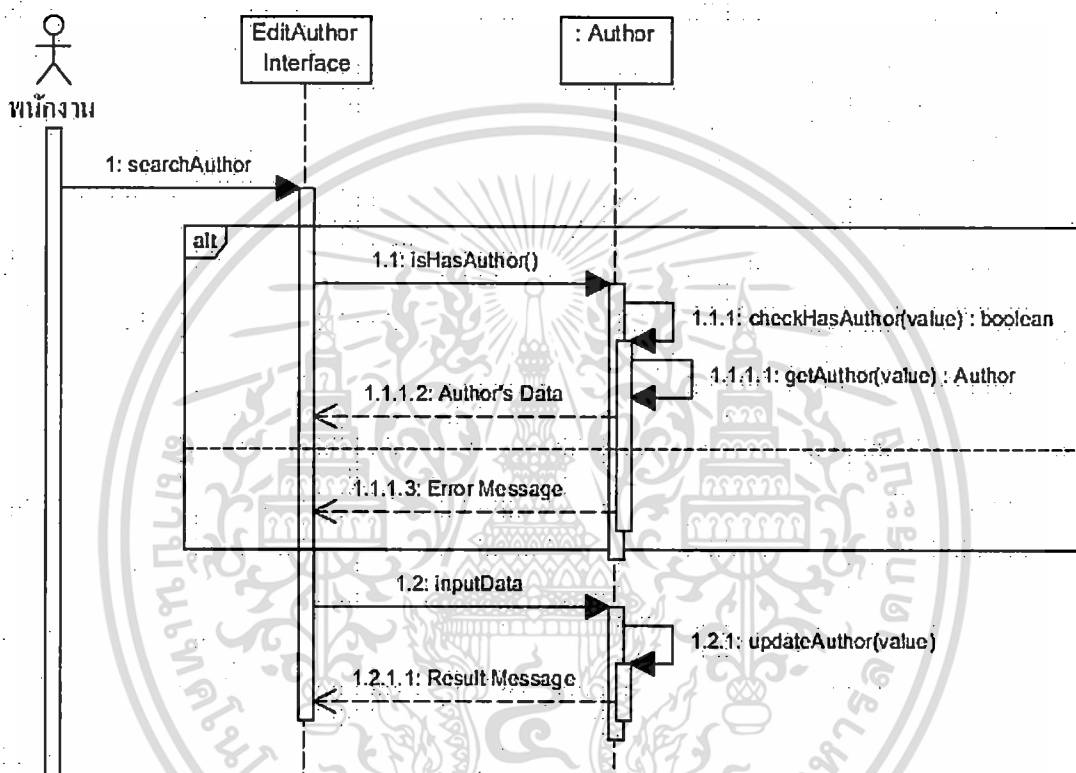 EditAuthor
Interface
: Author
พนักงาน
1: searchAuthor
alt
1.1: isHasAuthor()
1.1.1: checkHasAuthor(value) : boolean
1.1.1.1: getAuthor(value) : Author
1.1.1.2: Author's Data
1.1.1.3: Error Message
1.2: inputData
1.2.1: updateAuthor(value)
1.2.1.1: Result Message